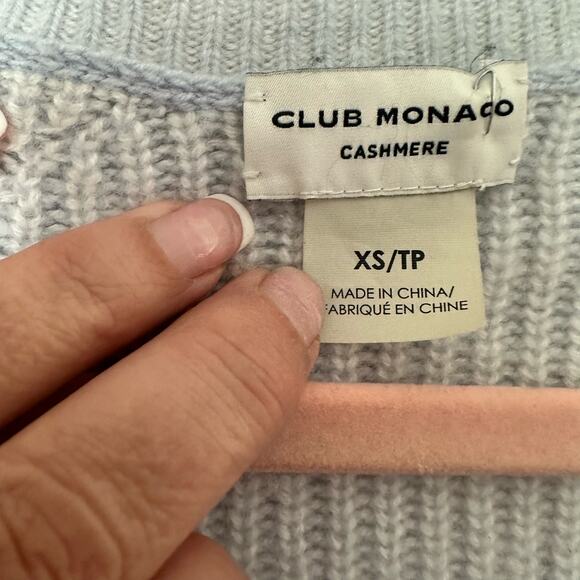 CLUB MONACO
CASHMERE
XS/TP
MADE IN CHINA/
FABRIQUÉ EN CHINE